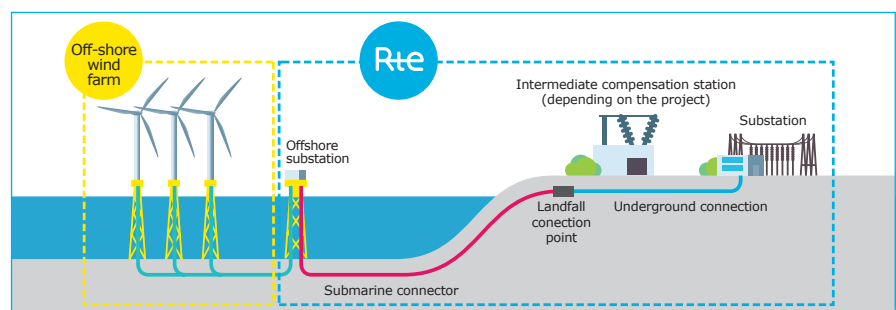 Off-shore
wind
farm
Rte
Intermediate compensation station
(depending on the project)
Substation
Offshore
substation
Landfall
conection
point
Underground connection
Submarine connector